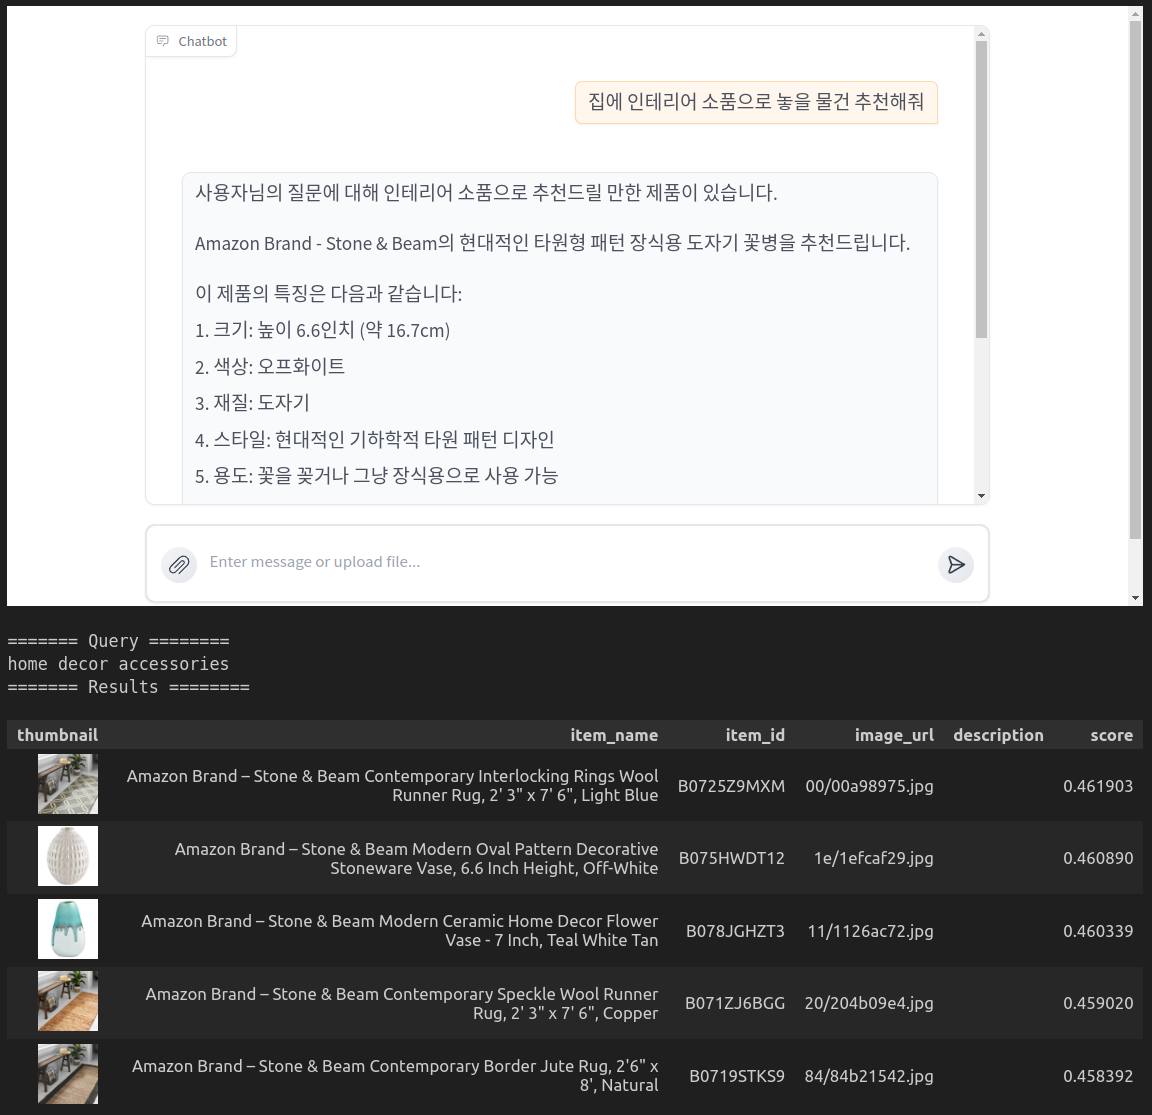 Chatbot
집에 인테리어 소품으로 놓을 물건 추천해줘
사용자님의 질문에 대해 인테리어 소품으로 추천드릴 만한 제품이 있습니다.
Amazon Brand - Stone & Beam의 현대적인 타원형 패턴 장식용 도자기 꽃병을 추천드립니다.
이 제품의 특징은 다음과 같습니다:
1. 크기: 높이 6.6인치 (약 16.7cm)
2. 색상: 오프화이트
3. 재질: 도자기
4. 스타일: 현대적인 기하학적 타원 패턴 디자인
5. 용도: 꽃을 꽂거나 그냥 장식용으로 사용 가능
Enter message or upload file...
======= Query ========
home decor accessories
======= Results ========
thumbnail item_name item_id image_url description score
Amazon Brand – Stone & Beam Contemporary Interlocking Rings Wool
Runner Rug, 2' 3" x 7' 6", Light Blue B0725Z9MXM 00/00a98975.jpg 0.461903
Amazon Brand – Stone & Beam Modern Oval Pattern Decorative
Stoneware Vase, 6.6 Inch Height, Off-White B075HWDT12 1e/1efcaf29.jpg 0.460890
Amazon Brand – Stone & Beam Modern Ceramic Home Decor Flower
Vase - 7 Inch, Teal White Tan B078JGHZT3 11/1126ac72.jpg 0.460339
Amazon Brand – Stone & Beam Contemporary Speckle Wool Runner
Rug, 2' 3" x 7' 6", Copper B071ZJ6BGG 20/204b09e4.jpg 0.459020
Amazon Brand – Stone & Beam Contemporary Border Jute Rug, 2'6" x
8', Natural B0719STKS9 84/84b21542.jpg 0.458392